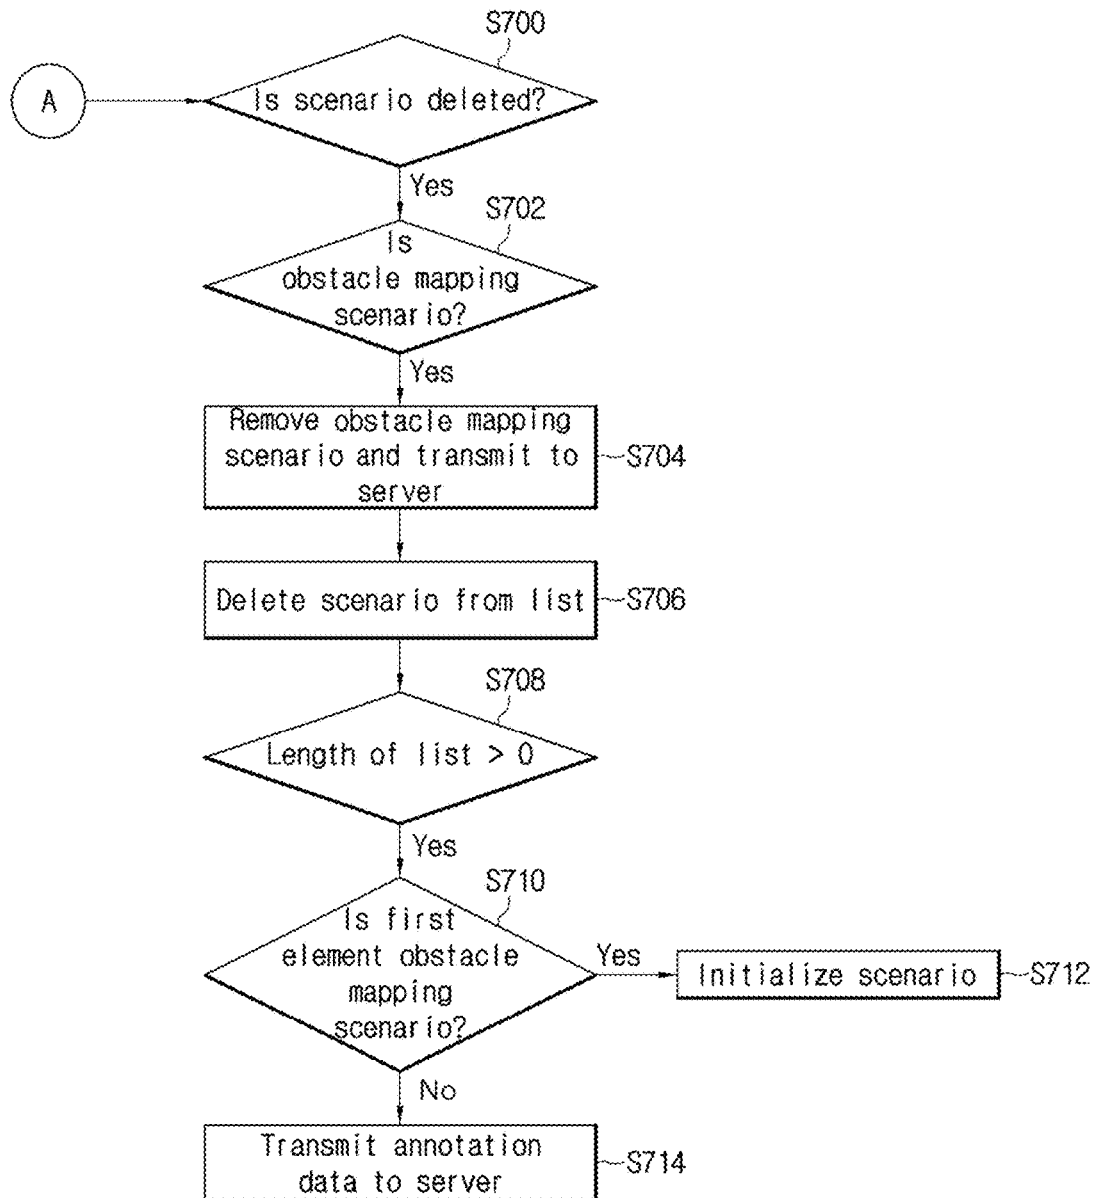 S700
A
Is scenario deleted?
Yes
S702
Is
obstacle mapping
scenario?
Yes
Remove obstacle mapping
scenario and transmit to
server
S704
Delete scenario from list
S706
S708
Length of list > 0
Yes
S710
Is first
element obstacle
mapping
scenario?
Yes
Initialize scenario
S712
No
Transmit annotation
data to server
S714